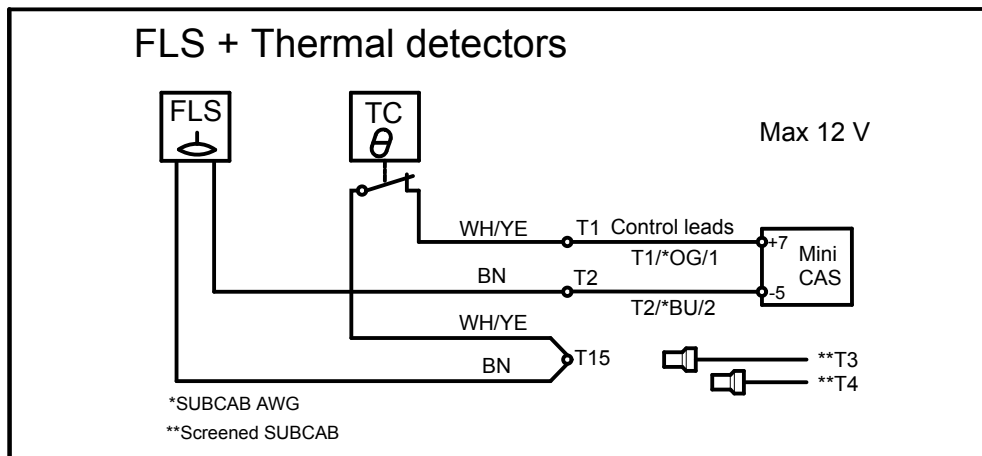 FLS + Thermal detectors
FLS
TC
θ
Max 12 V
WH/YE
T1
Control leads
+7
T1/*OG/1
Mini
CAS
BN
T2
-5
T2/*BU/2
WH/YE
T15
BN
**T3
**T4
*SUBCAB AWG
**Screened SUBCAB